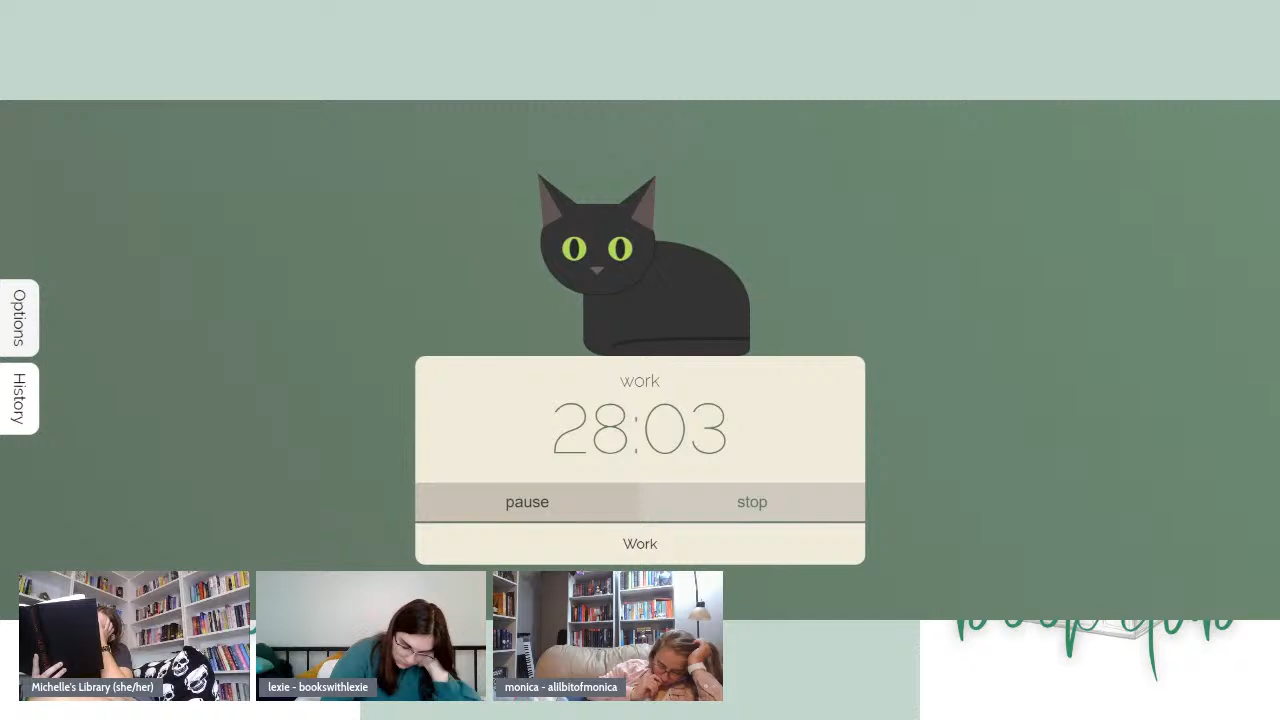 Options
History
work
28:03
pause
stop
Work
Michelle's Library (she/her)
lexie - bookswithlexie
monica - alilbitofmonica